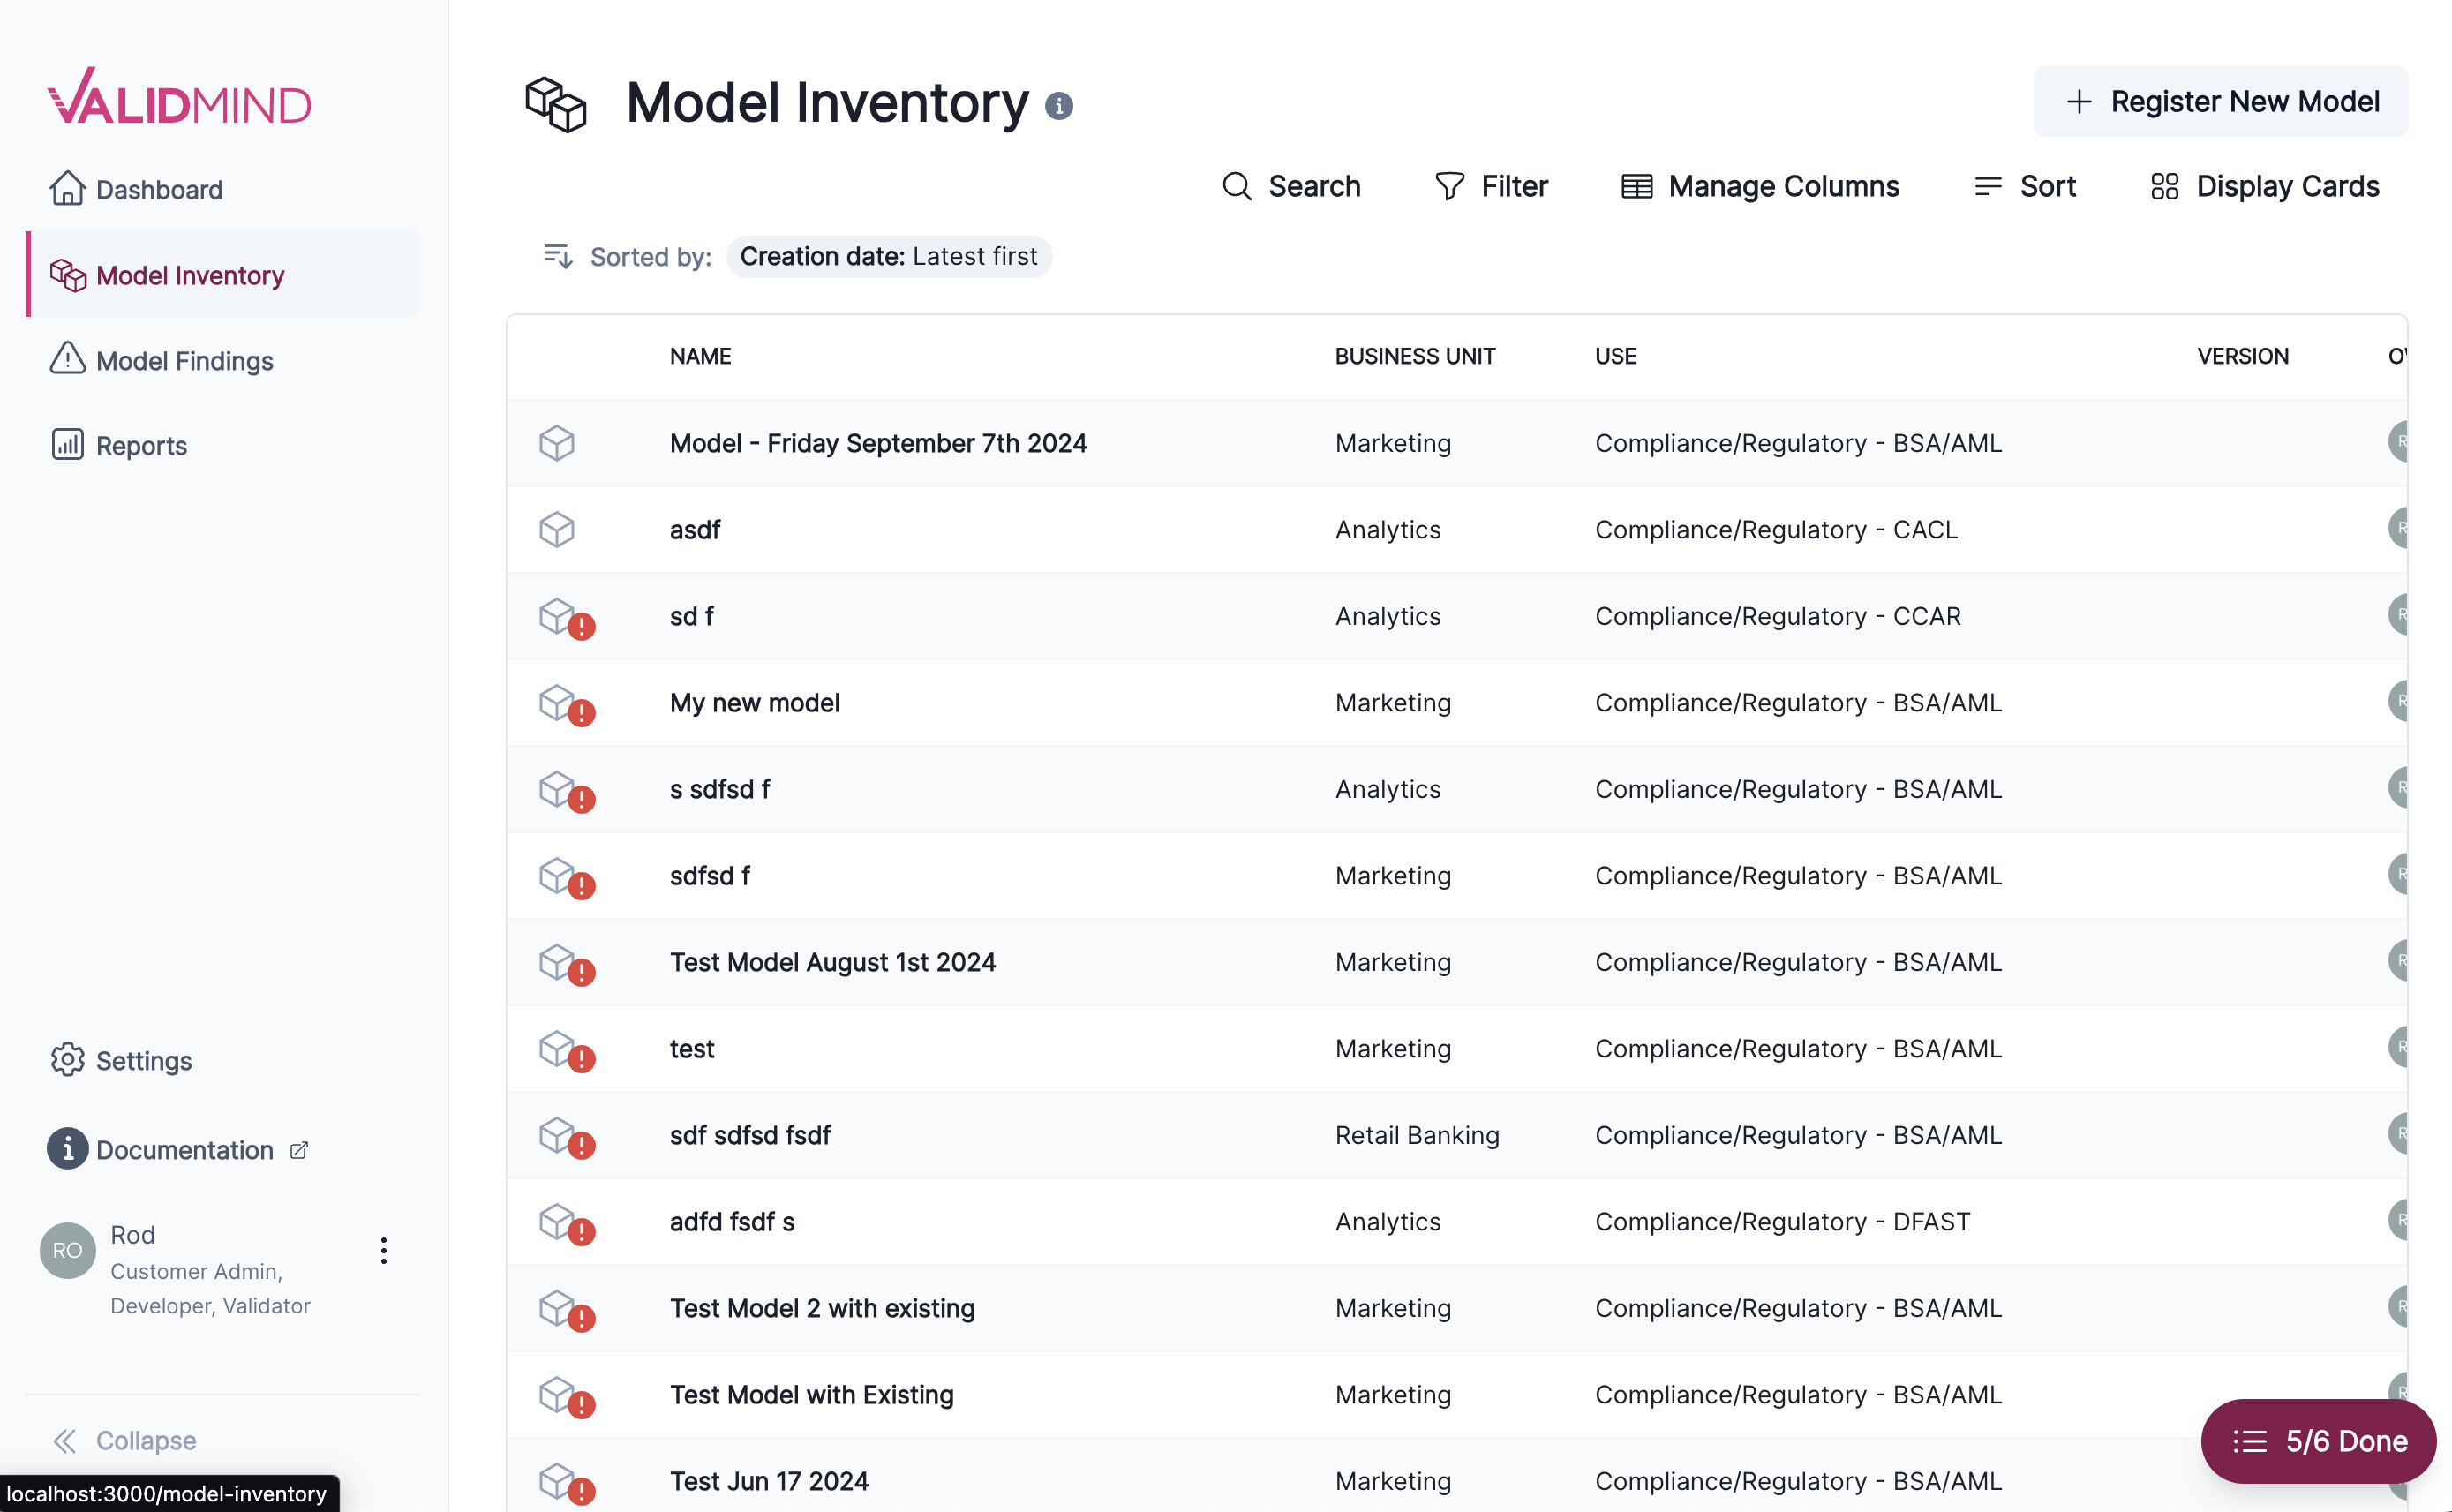 VALIDMIND
Dashboard
Model Inventory
Model Findings
Reports
Settings
Documentation
RO
Rod
Customer Admin,
Developer, Validator
Collapse
localhost:3000/model-inventory
Model Inventory
Register New Model
Search Filter Manage Columns Sort Display Cards
Sorted by: Creation date: Latest first
NAME BUSINESS UNIT USE VERSION
Model - Friday September 7th 2024 Marketing Compliance/Regulatory - BSA/AML
asdf Analytics Compliance/Regulatory - CACL
sd f Analytics Compliance/Regulatory - CCAR
My new model Marketing Compliance/Regulatory - BSA/AML
s sdfsd f Analytics Compliance/Regulatory - BSA/AML
sdfsd f Marketing Compliance/Regulatory - BSA/AML
Test Model August 1st 2024 Marketing Compliance/Regulatory - BSA/AML
test Marketing Compliance/Regulatory - BSA/AML
sdf sdfsd fsdf Retail Banking Compliance/Regulatory - BSA/AML
adfd fsdf s Analytics Compliance/Regulatory - DFAST
Test Model 2 with existing Marketing Compliance/Regulatory - BSA/AML
Test Model with Existing Marketing Compliance/Regulatory - BSA/AML
Test Jun 17 2024 Marketing Compliance/Regulatory - BSA/AML
5/6 Done